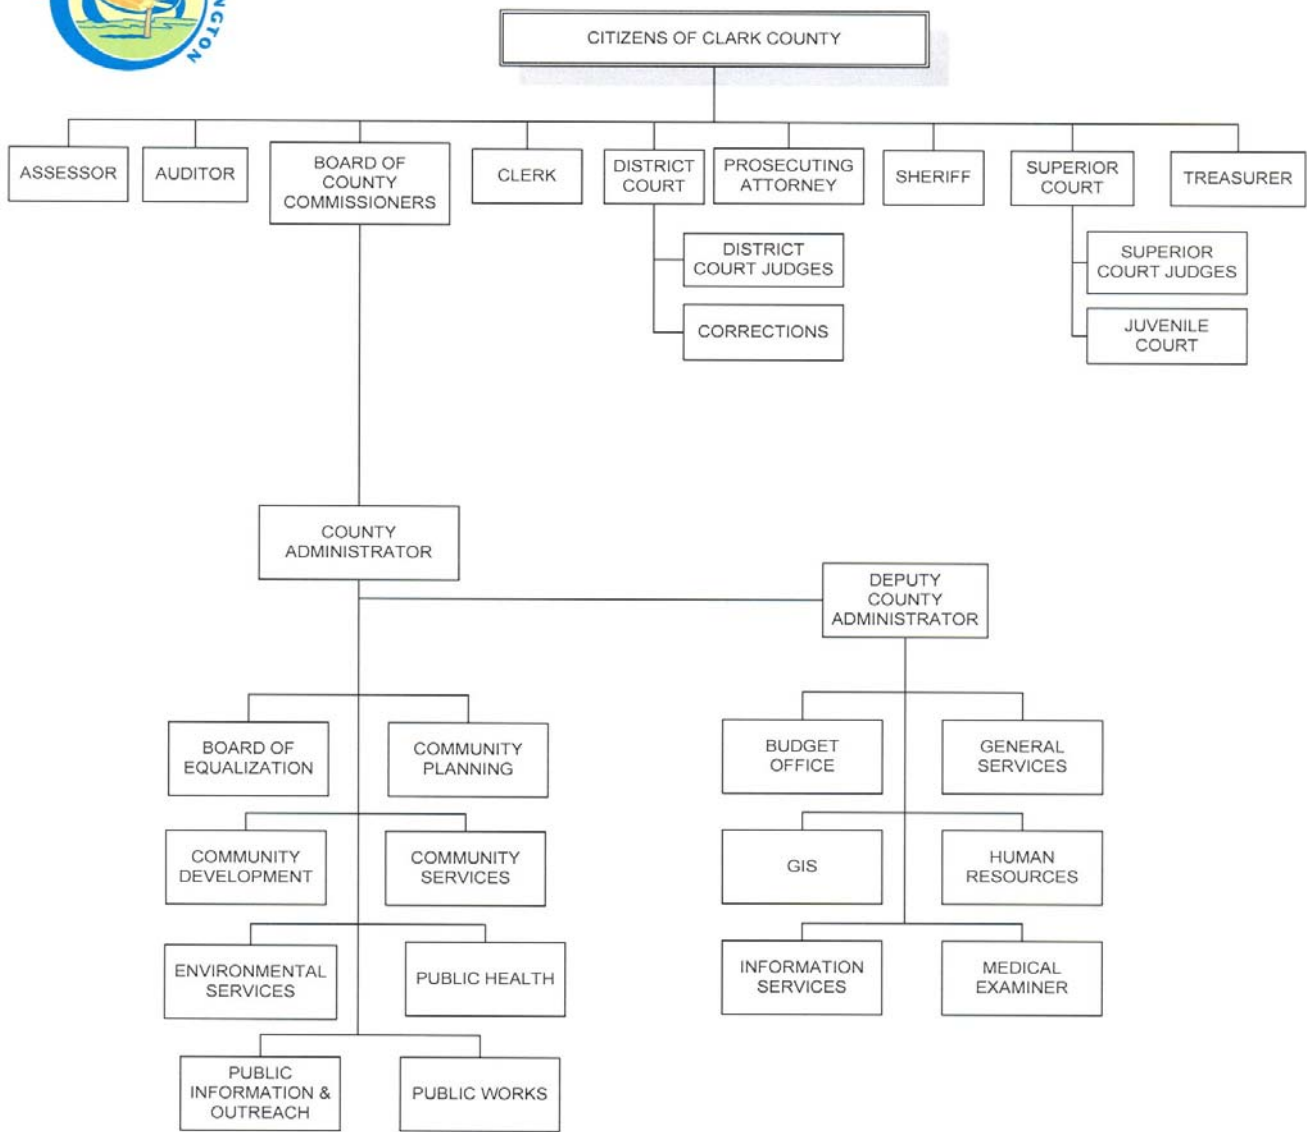 NGTON
CITIZENS OF CLARK COUNTY
ASSESSOR
AUDITOR
BOARD OF
COUNTY
COMMISSIONERS
CLERK
DISTRICT
COURT
PROSECUTING
ATTORNEY
SHERIFF
SUPERIOR
COURT
TREASURER
DISTRICT
COURT JUDGES
CORRECTIONS
SUPERIOR
COURT JUDGES
JUVENILE
COURT
COUNTY
ADMINISTRATOR
DEPUTY
COUNTY
ADMINISTRATOR
BOARD OF
EQUALIZATION
COMMUNITY
PLANNING
BUDGET
OFFICE
GENERAL
SERVICES
COMMUNITY
DEVELOPMENT
COMMUNITY
SERVICES
GIS
HUMAN
RESOURCES
ENVIRONMENTAL
SERVICES
PUBLIC HEALTH
INFORMATION
SERVICES
MEDICAL
EXAMINER
PUBLIC
INFORMATION &
OUTREACH
PUBLIC WORKS